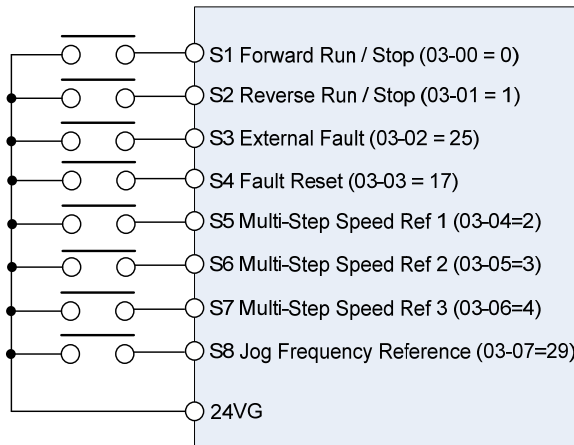 S1 Forward Run / Stop (03-00 = 0)
S2 Reverse Run / Stop (03-01 = 1)
S3 External Fault (03-02 = 25)
S4 Fault Reset (03-03 = 17)
S5 Multi-Step Speed Ref 1 (03-04=2)
S6 Multi-Step Speed Ref 2 (03-05=3)
S7 Multi-Step Speed Ref 3 (03-06=4)
S8 Jog Frequency Reference (03-07=29)
24VG